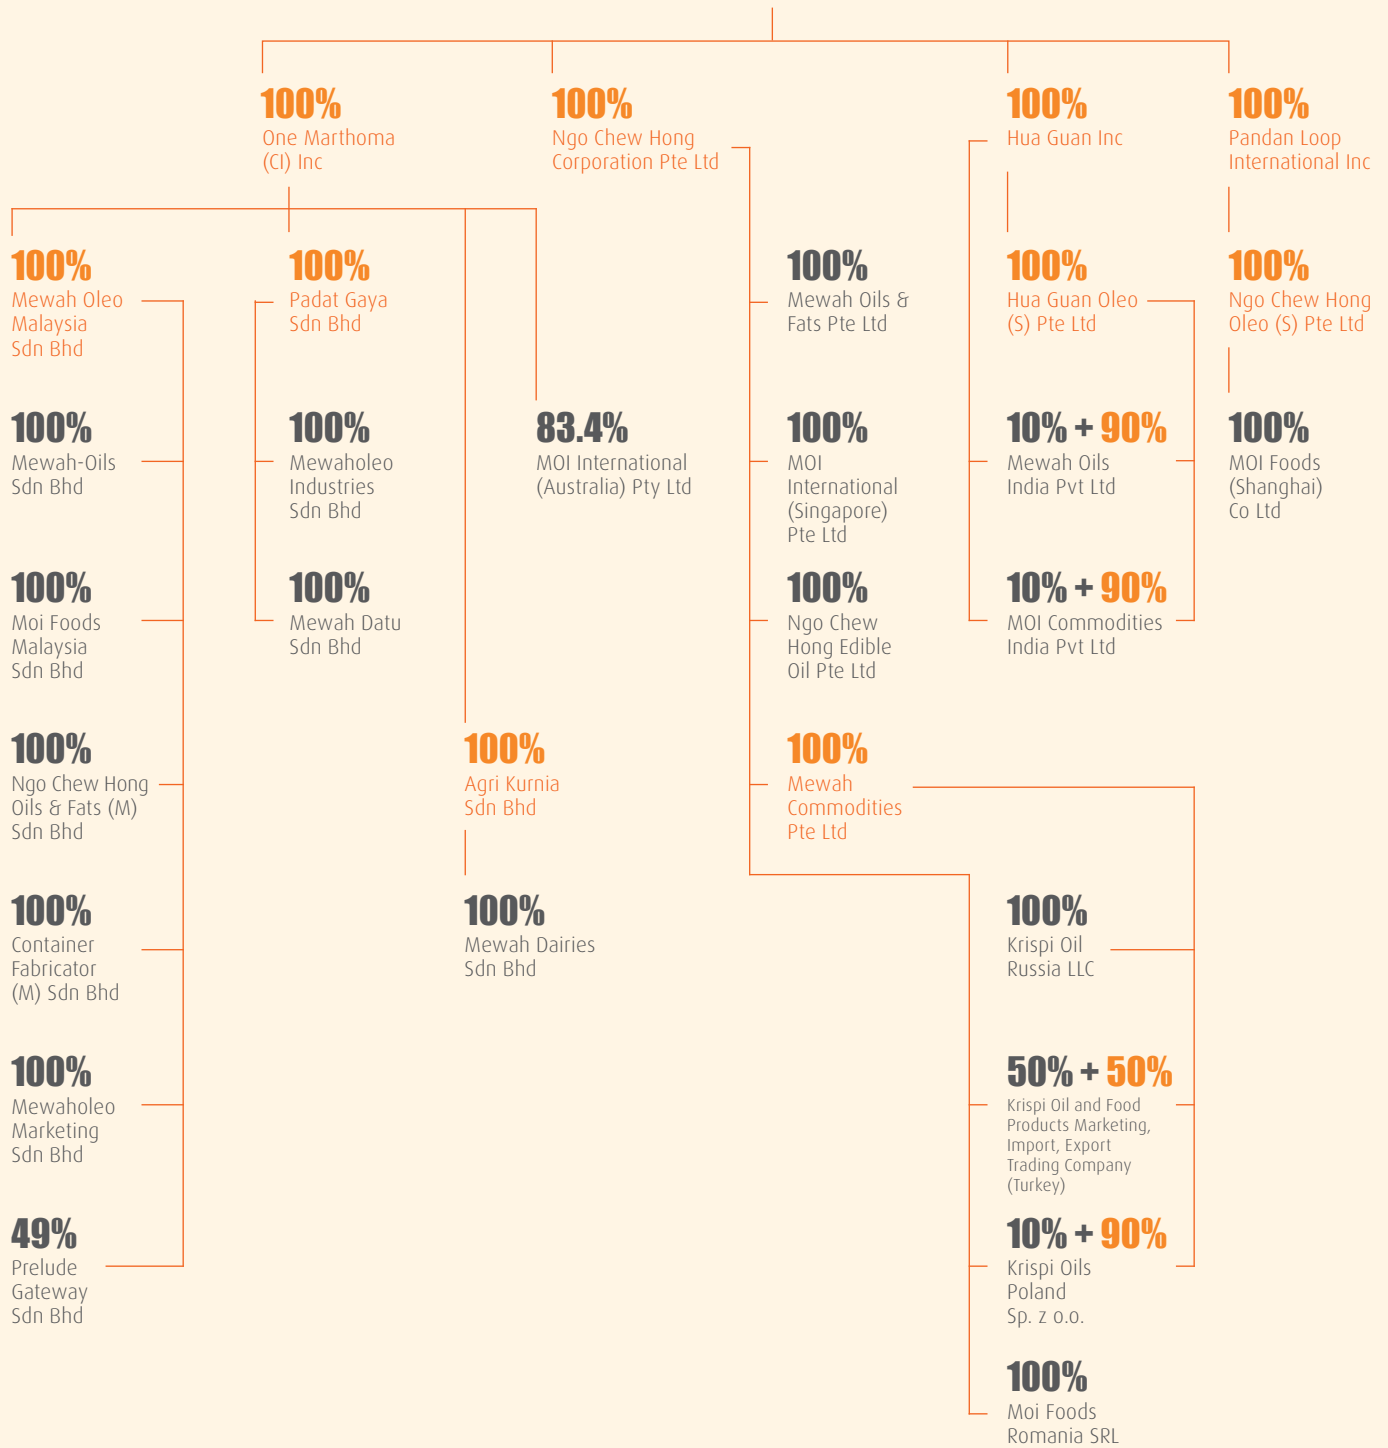 100%
One Marthoma
(CI) Inc
100%
Ngo Chew Hong
Corporation Pte Ltd
100%
Hua Guan Inc
100%
Pandan Loop
International Inc
100%
Mewah Oleo
Malaysia
Sdn Bhd
100%
Padat Gaya
Sdn Bhd
100%
Mewah Oils &
Fats Pte Ltd
100%
Hua Guan Oleo
(S) Pte Ltd
100%
Ngo Chew Hong
Oleo (S) Pte Ltd
100%
Mewah-Oils
Sdn Bhd
100%
Mewaholeo
Industries
Sdn Bhd
83.4%
MOI International
(Australia) Pty Ltd
100%
MOI
International
(Singapore)
Pte Ltd
10% + 90%
Mewah Oils
India Pvt Ltd
100%
MOI Foods
(Shanghai)
Co Ltd
100%
Moi Foods
Malaysia
Sdn Bhd
100%
Mewah Datu
Sdn Bhd
100%
Ngo Chew
Hong Edible
Oil Pte Ltd
10% + 90%
MOI Commodities
India Pvt Ltd
100%
Ngo Chew Hong
Oils & Fats (M)
Sdn Bhd
100%
Agri Kurnia
Sdn Bhd
100%
Mewah
Commodities
Pte Ltd
100%
Container
Fabricator
(M) Sdn Bhd
100%
Mewah Dairies
Sdn Bhd
100%
Krispi Oil
Russia LLC
100%
Mewaholeo
Marketing
Sdn Bhd
50% + 50%
Krispi Oil and Food
Products Marketing,
Import, Export
Trading Company
(Turkey)
49%
Prelude
Gateway
Sdn Bhd
10% + 90%
Krispi Oils
Poland
Sp. z o.o.
100%
Moi Foods
Romania SRL